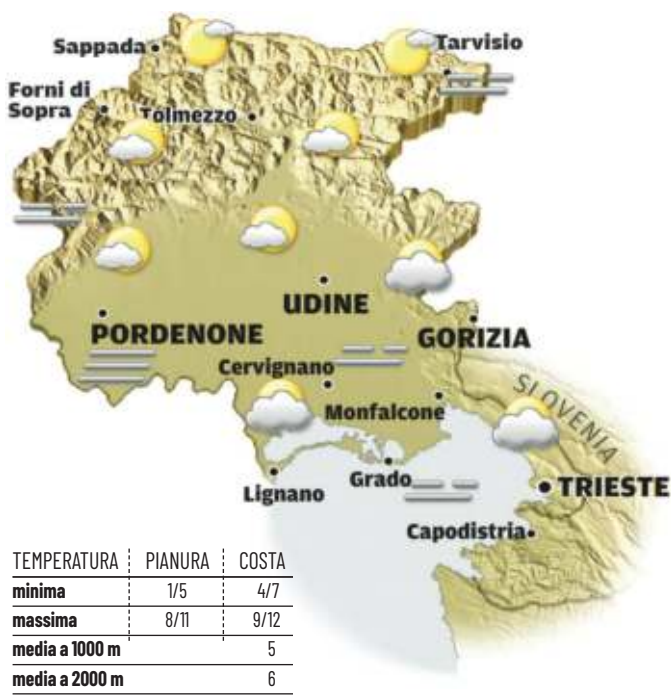 Sappada
Tarvisio
Forni di
Sopra
Tolmezzo
UDINE
PORDENONE
GORIZIA
Cervignano
SLOVENIA
Monfalcone
Grado
Lignano
TRIESTE
Capodistria
TEMPERATURA PIANURA COSTA
minima 1/5 4/7
massima 8/11 9/12
media a 1000 m 5
media a 2000 m 6